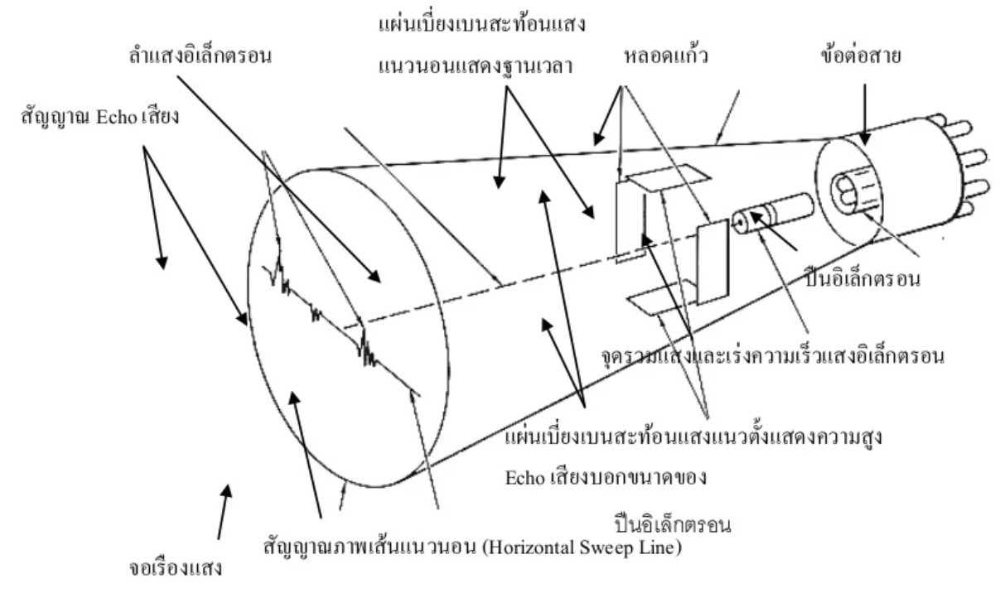 แผ่นเบี่ยงเบนสะท้อนแสง
แนวนอนแสดงฐานเวลา
ลำแสงอิเล็กตรอน
หลอดแก้ว
ข้อต่อสาย
สัญญาณ Echo เสียง
ปืนอิเล็กตรอน
จุดรวมแสงและเร่งความเร็วแสงอิเล็กตรอน
แผ่นเบี่ยงเบนสะท้อนแสงแนวตั้งแสดงความสูง
Echo เสียงบอกขนาดของ
ปืนอิเล็กตรอน
สัญญาณภาพเส้นแนวนอน (Horizontal Sweep Line)
จอเรืองแสง